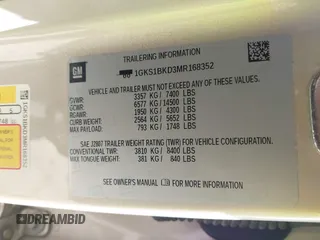 TRAILERING INFORMATION
GM
1GKS1BKD3MR168352
VEHICLE AND TRAILER MUST NOT EXCEED ANY OF THESE
GVWR: 3357 KG/ 7400 LBS
GCWR: 6577 KG/ 14500 LBS
RGAWR: 1950 KG/ 4300 LBS
CURB WEIGHT: 2564 KG/ 5652 LBS
MAX PAYLOAD: 793 KG/ 1748 LBS
SAE J2807 TRAILER WEIGHT RATING (TWR) FOR VEHICLE CONFIGURATION.
CONVENTIONAL TWR: 3810 KG/ 8400 LBS
MAX TONGUE WEIGHT: 381 KG/ 840 LBS
SEE OWNER'S MANUAL FOR MORE INFORMATION
DREAMBID